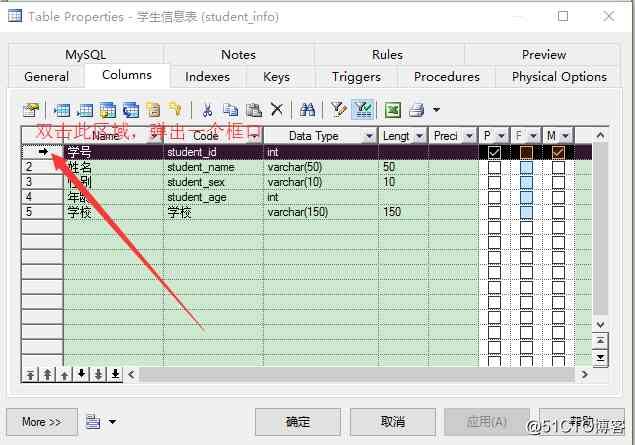 Table Properties - 学生信息表 (student_info)
MySQL Notes Rules Preview
General Columns Indexes Keys Triggers Procedures Physical Options
双击此区域，弹出一个框口
Name Code Data Type Lengt Preci P F M
学号 student_id int
2 姓名 student_name varchar(50) 50
3 性别 student_sex varchar(10) 10
4 年龄 student_age int
5 学校 学校 varchar(150) 150
More >> 确定 取消 应用(A) 帮助
@51CTO博客